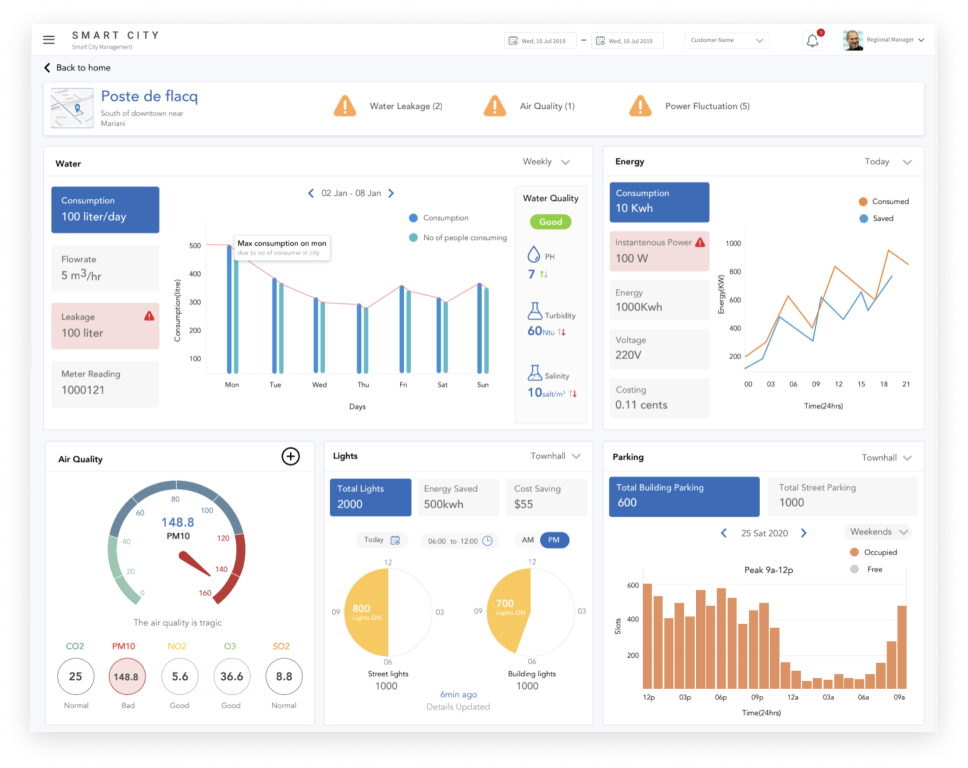 SMART CITY
Smart City Management
Wed, 10 Jul 2019 – Wed, 10 Jul 2019
Customer Name
Regional Manager
Back to home
Poste de flacq
South of downtown near
Mariani
Water Leakage (2)
Air Quality (1)
Power Fluctuation (5)
Water
Weekly
Consumption
100 liter/day
Flowrate
5 m3/hr
Leakage
100 liter
Meter Reading
1000121
02 Jan - 08 Jan
Consumption
No of people consuming
Max consumption on mon
due to no of consumer in city
Consumption(litre)
500
400
300
200
100
Mon Tue Wed Thu Fri Sat Sun
Days
Water Quality
Good
PH
7
Turbidity
60Ntu
Salinity
10salt/m³
Energy
Today
Consumption
10 Kwh
Instantenous Power
100 W
Energy
1000Kwh
Voltage
220V
Costing
0.11 cents
Consumed
Saved
Energy(KW)
1000
800
600
400
200
00 03 06 09 12 15 18 21
Time(24hrs)
Air Quality
0
20
40
60
80
100
120
140
160
148.8
PM10
The air quality is tragic
CO2 PM10 NO2 O3 SO2
25 148.8 5.6 36.6 8.8
Normal Bad Good Good Normal
Lights
Townhall
Total Lights
2000
Energy Saved
500kwh
Cost Saving
$55
Today
06:00 to 12:00
AM PM
12
09
03
06
800
Lights ON
Street lights
1000
12
09
03
06
700
Lights ON
Building lights
1000
6min ago
Details Updated
Parking
Townhall
Total Building Parking
600
Total Street Parking
1000
25 Sat 2020
Weekends
Occupied
Free
Peak 9a-12p
Slots
600
400
200
12p 03p 06p 09p 12a 03a 06a 09a
Time(24hrs)